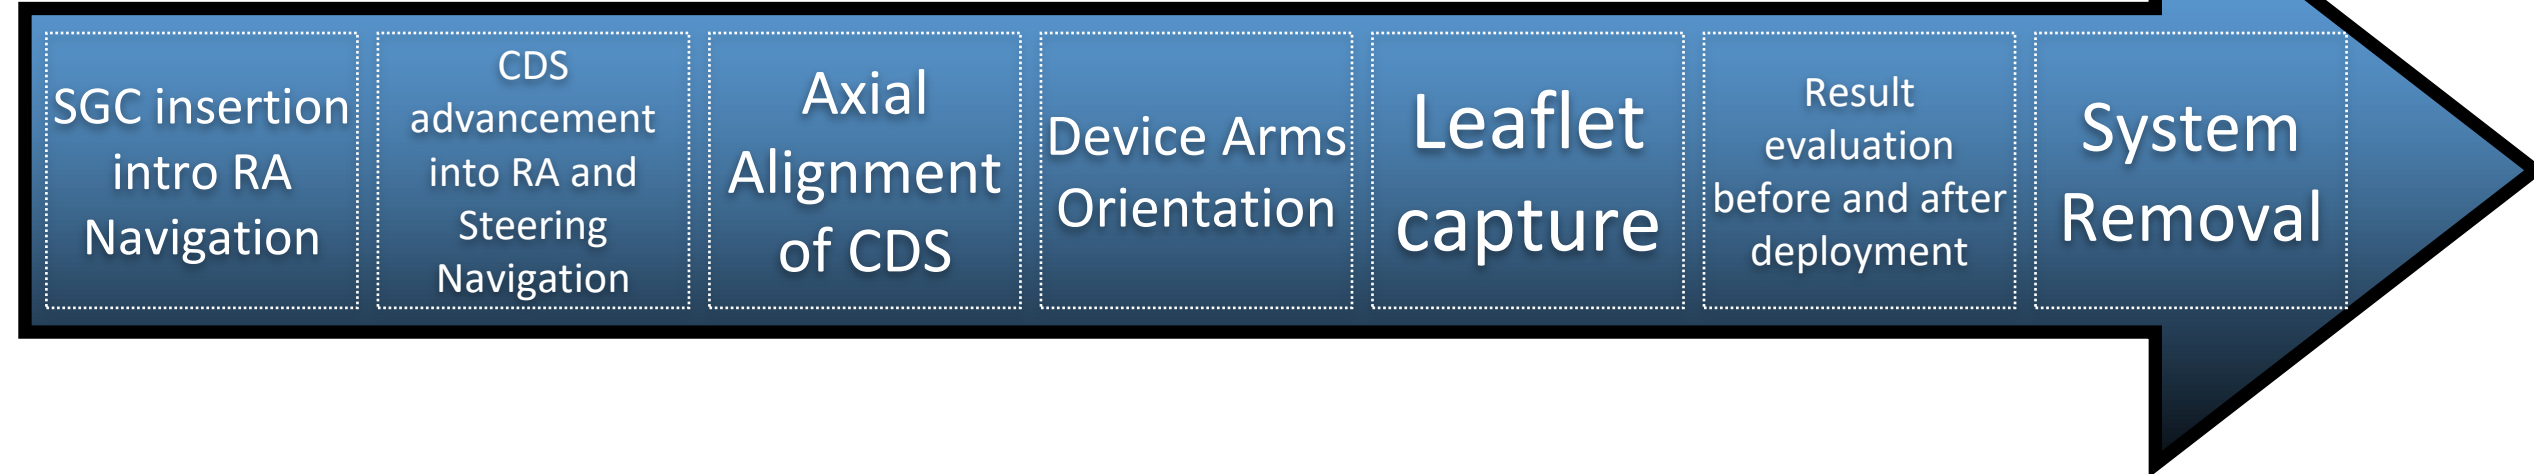 SGC insertion
intro RA
Navigation
CDS
advancement
into RA and
Steering
Navigation
Axial
Alignment
of CDS
Device Arms
Orientation
Leaflet
capture
Result
evaluation
before and after
deployment
System
Removal